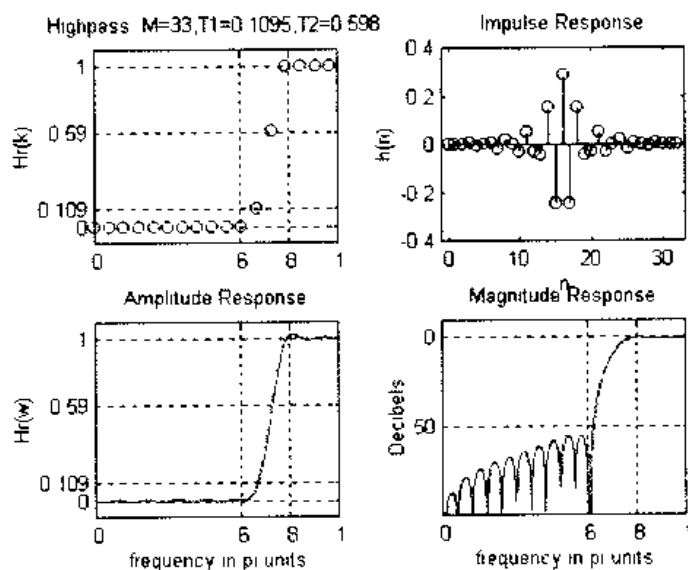 Highpass M=33,T1=0.1095,T2=0.598
Impulse Response
Hr(k)
1
0.59
0.109
0
0 6 8 1
h(n)
0.4
0.2
0
-0.2
-0.4
0 10 20 30
n
Amplitude Response
Magnitude Response
Hr(w)
1
0.59
0.109
0
0 6 8 1
frequency in pi units
Decibels
0
50
0 6 8 1
frequency in pi units